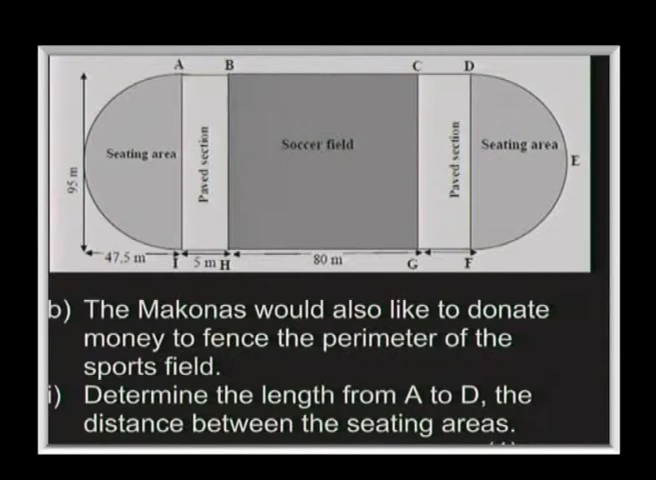 A B C D
Seating area
Paved section
Soccer field
Paved section
Seating area
E
95 m
47.5 m I 5 m H 80 m G F
b) The Makonas would also like to donate
money to fence the perimeter of the
sports field.
i) Determine the length from A to D, the
distance between the seating areas.